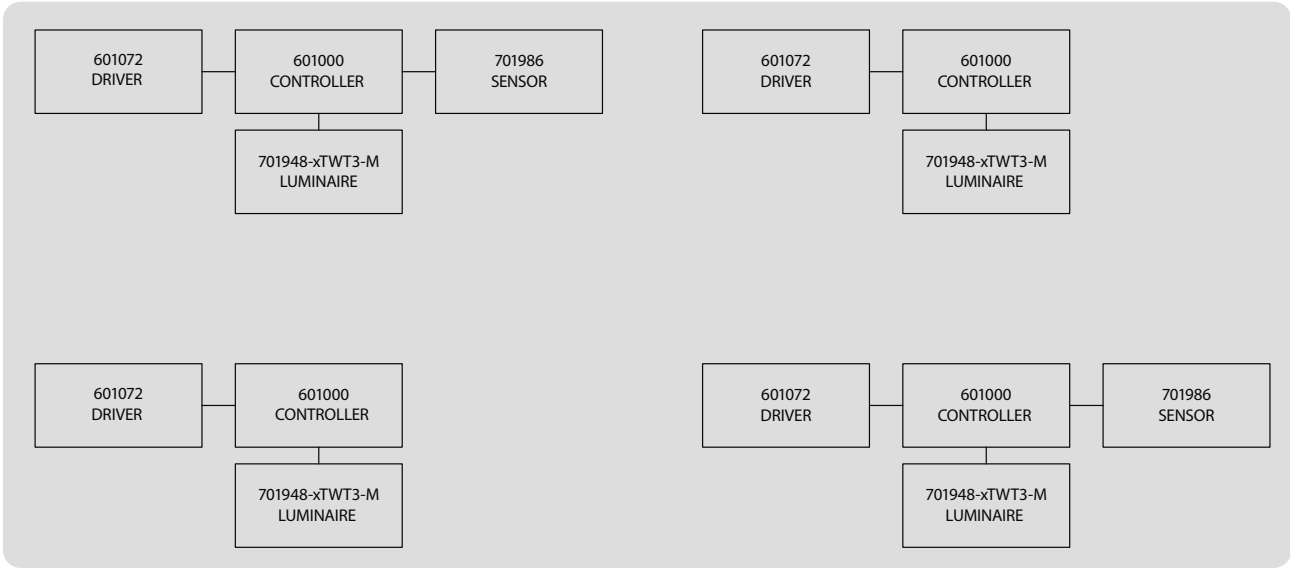 601072
DRIVER
601000
CONTROLLER
701986
SENSOR
701948-xTWT3-M
LUMINAIRE
601072
DRIVER
601000
CONTROLLER
701948-xTWT3-M
LUMINAIRE
601072
DRIVER
601000
CONTROLLER
701948-xTWT3-M
LUMINAIRE
601072
DRIVER
601000
CONTROLLER
701986
SENSOR
701948-xTWT3-M
LUMINAIRE